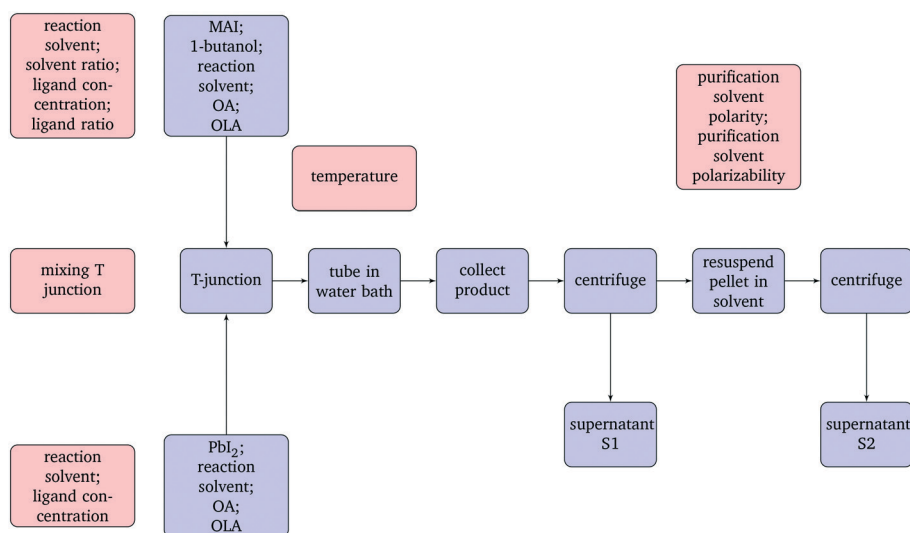 reaction
solvent;
solvent ratio;
ligand con-
centration;
ligand ratio
MAI;
1-butanol;
reaction
solvent;
OA;
OLA
purification
solvent
polarity;
purification
solvent
polarizability
temperature
mixing T
junction
T-junction
tube in
water bath
collect
product
centrifuge
resuspend
pellet in
solvent
centrifuge
supernatant
S1
supernatant
S2
reaction
solvent;
ligand con-
centration
PbI₂;
reaction
solvent;
OA;
OLA